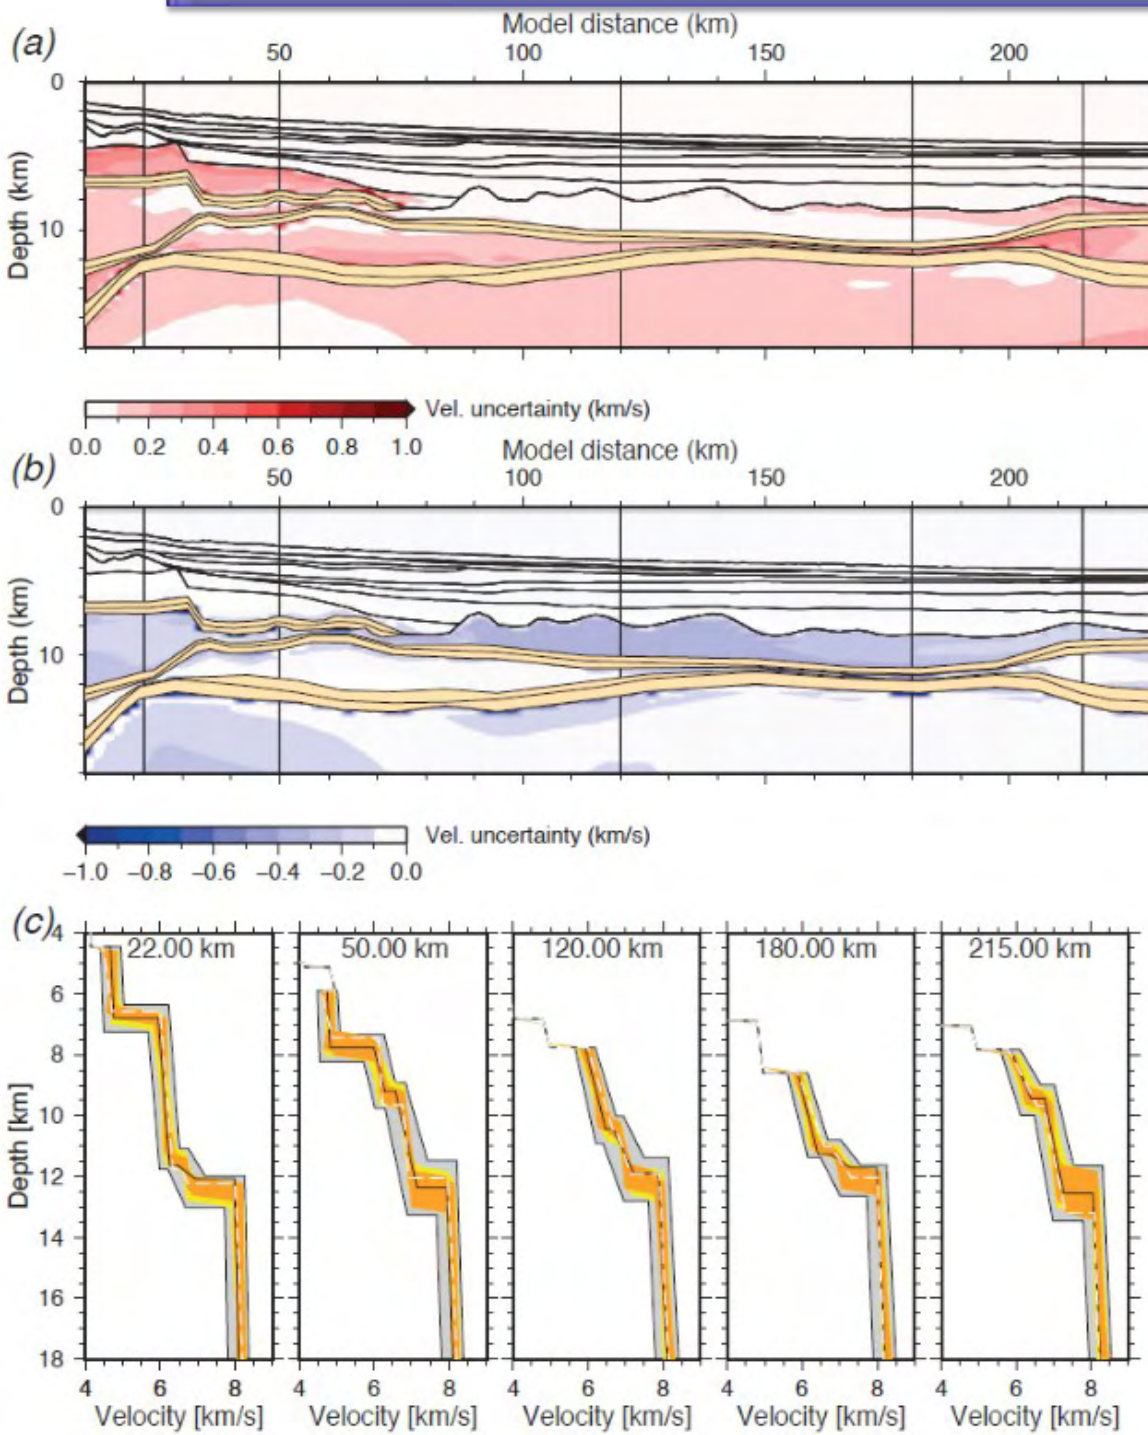 (a)
Model distance (km)
50 100 150 200
0
10
Depth (km)
Vel. uncertainty (km/s)
0.0 0.2 0.4 0.6 0.8 1.0
(b)
Model distance (km)
50 100 150 200
0
10
Depth (km)
Vel. uncertainty (km/s)
−1.0 −0.8 −0.6 −0.4 −0.2 0.0
(c)
22.00 km 50.00 km 120.00 km 180.00 km 215.00 km
4
6
8
10
12
14
16
18
Depth [km]
4 6 8 4 6 8 4 6 8 4 6 8 4 6 8
Velocity [km/s] Velocity [km/s] Velocity [km/s] Velocity [km/s] Velocity [km/s]